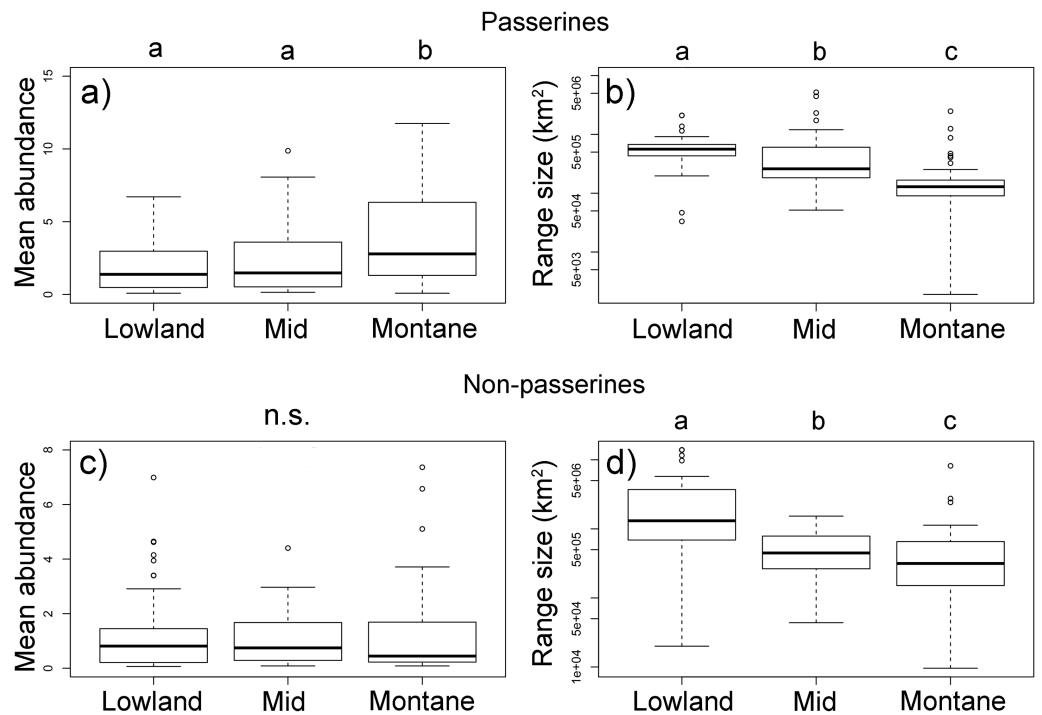 Passerines
a a b
a)
Mean abundance
15
10
5
0
Lowland Mid Montane
a b c
b)
Range size (km²)
5e+06
5e+05
5e+04
5e+03
Lowland Mid Montane
Non-passerines
n.s.
c)
Mean abundance
8
6
4
2
0
Lowland Mid Montane
a b c
d)
Range size (km²)
5e+06
5e+05
5e+04
1e+04
Lowland Mid Montane